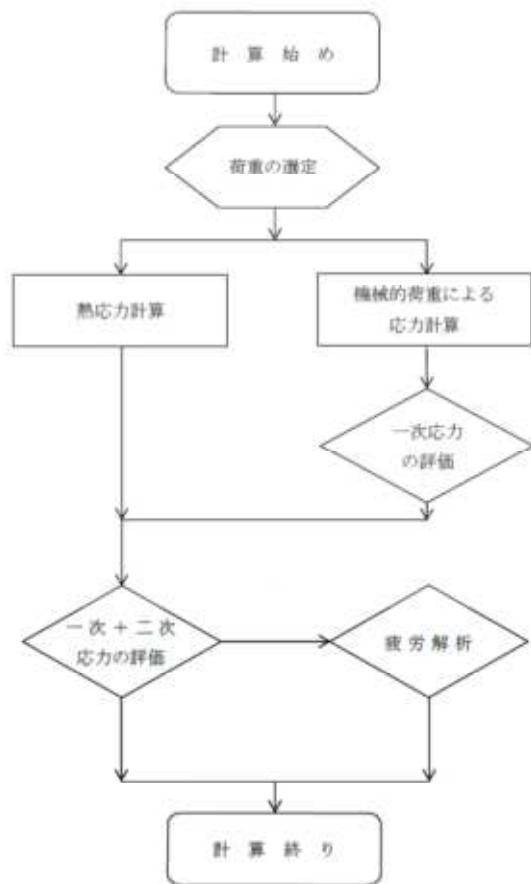 計算始め
荷重の選定
熱応力計算
機械的荷重による
応力計算
一次応力
の評価
一次＋二次
応力の評価
疲労解析
計算終り